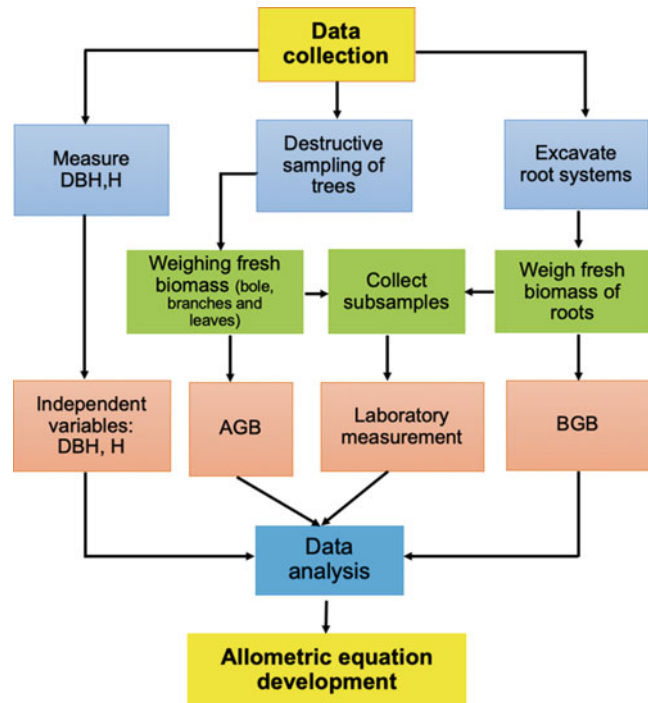 Data
collection
Measure
DBH,H
Destructive
sampling of
trees
Excavate
root systems
Weighing fresh
biomass (bole,
branches and
leaves)
Collect
subsamples
Weigh fresh
biomass of
roots
Independent
variables:
DBH, H
AGB
Laboratory
measurement
BGB
Data
analysis
Allometric equation
development